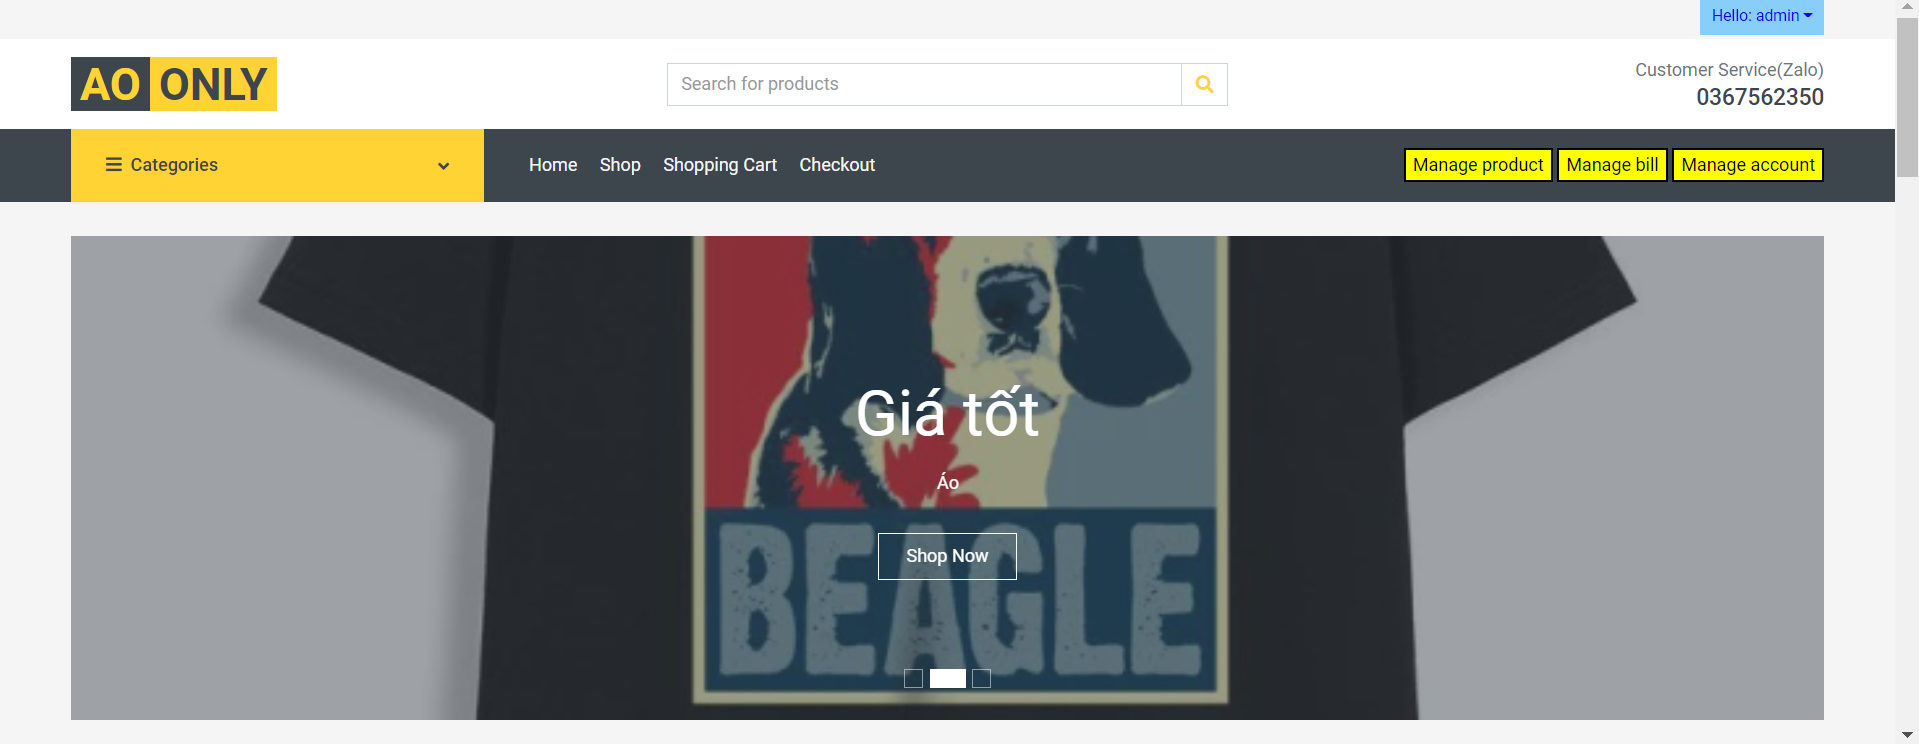 Hello: admin
AO ONLY
Search for products
Customer Service(Zalo)
0367562350
Categories
Home Shop Shopping Cart Checkout
Manage product Manage bill Manage account
Giá tốt
Áo
Shop Now
BEAGLE